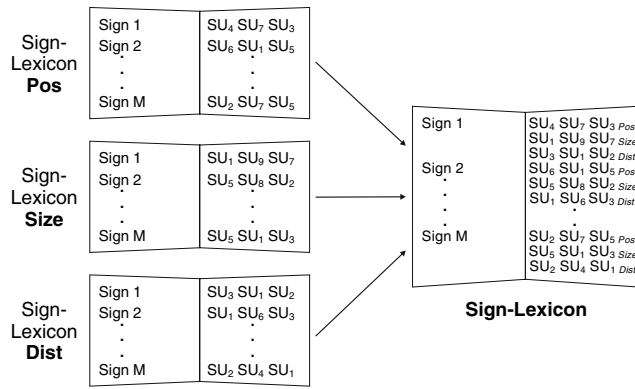 Sign-
Lexicon
Pos
Sign 1 SU₄ SU₇ SU₃
Sign 2 SU₆ SU₁ SU₅
Sign M SU₂ SU₇ SU₅
Sign-
Lexicon
Size
Sign 1 SU₁ SU₉ SU₇
Sign 2 SU₅ SU₈ SU₂
Sign M SU₅ SU₁ SU₃
Sign-
Lexicon
Dist
Sign 1 SU₃ SU₁ SU₂
Sign 2 SU₁ SU₆ SU₃
Sign M SU₂ SU₄ SU₁
Sign 1 SU₄ SU₇ SU₃ Pos
SU₁ SU₉ SU₇ Size
SU₃ SU₁ SU₂ Dist
Sign 2 SU₆ SU₁ SU₅ Pos
SU₅ SU₈ SU₂ Size
SU₁ SU₆ SU₃ Dist
Sign M SU₂ SU₇ SU₅ Pos
SU₅ SU₁ SU₃ Size
SU₂ SU₄ SU₁ Dist
Sign-Lexicon